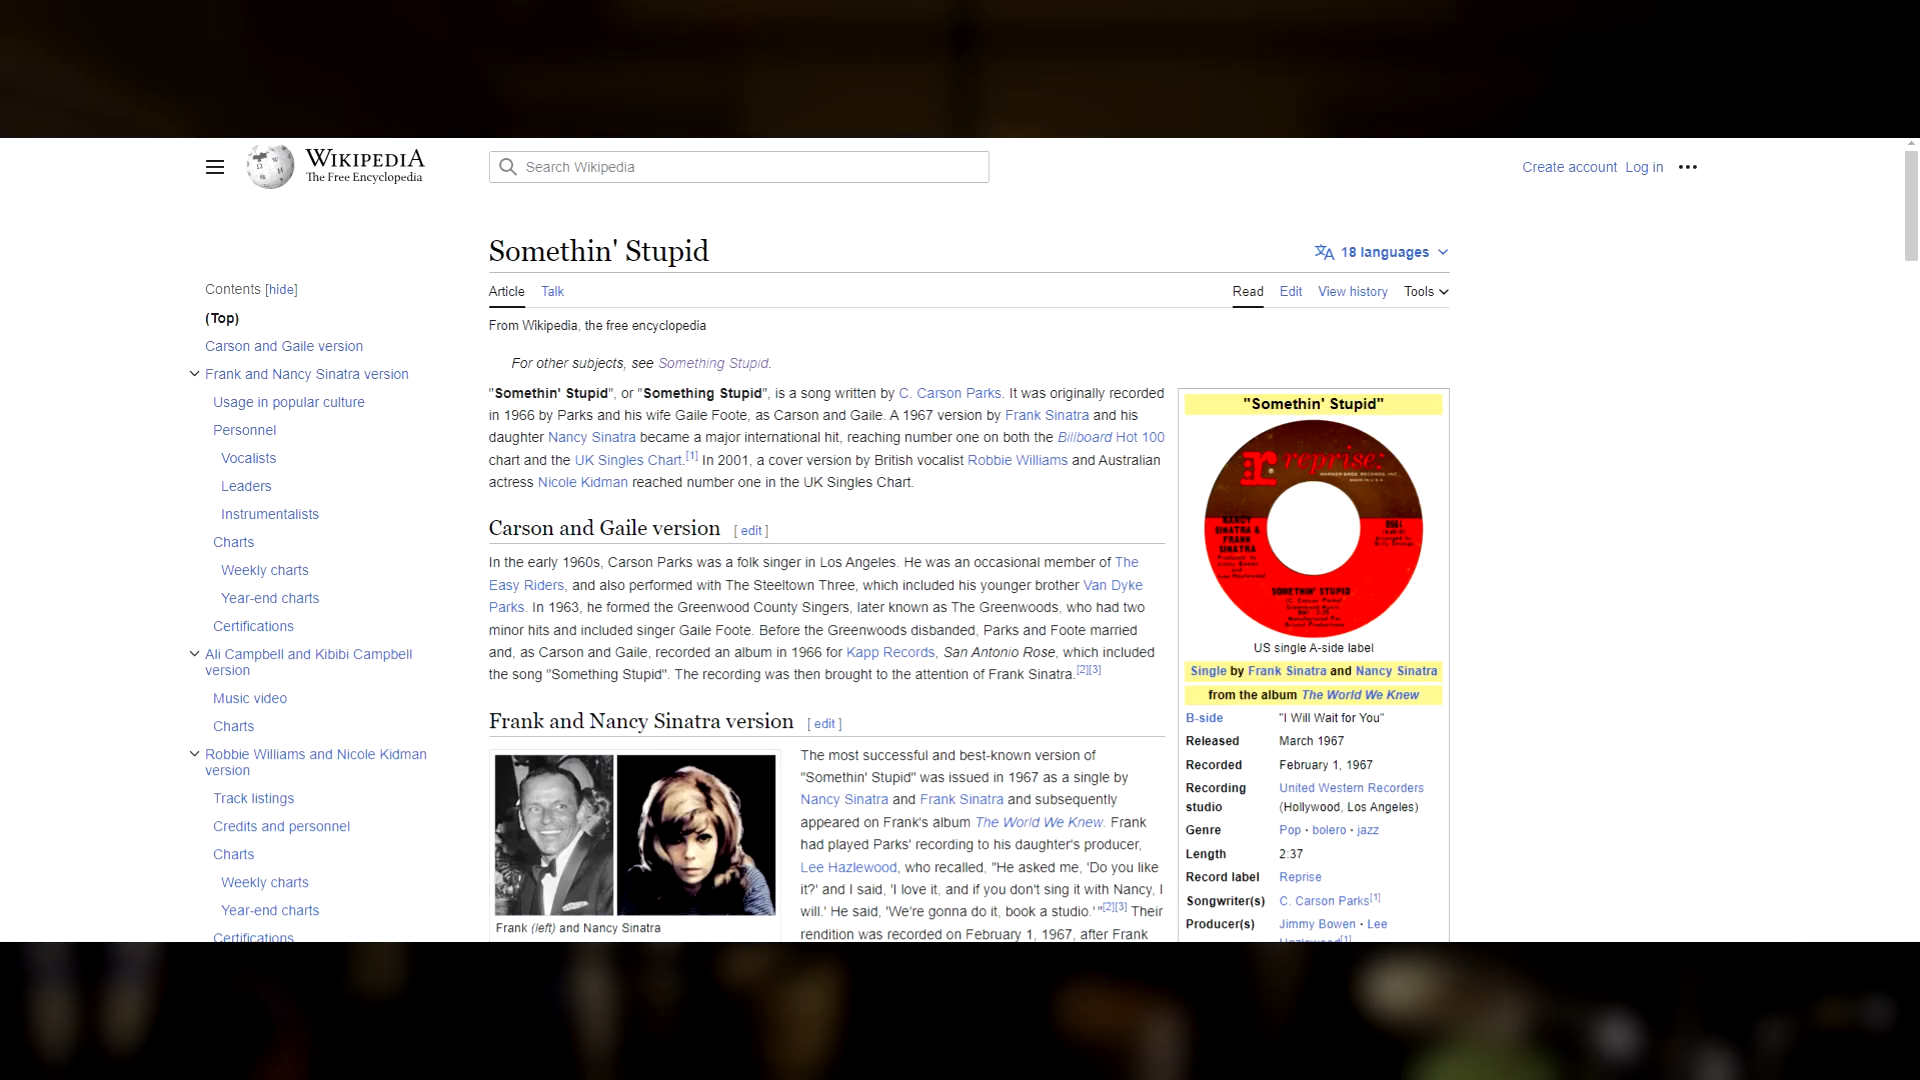 WIKIPEDIA
The Free Encyclopedia
Search Wikipedia
Create account Log in
Somethin' Stupid
18 languages
Article Talk
Read Edit View history Tools
From Wikipedia, the free encyclopedia
Contents [hide]
(Top)
Carson and Gaile version
Frank and Nancy Sinatra version
Usage in popular culture
Personnel
Vocalists
Leaders
Instrumentalists
Charts
Weekly charts
Year-end charts
Certifications
Ali Campbell and Kibibi Campbell
version
Music video
Charts
Robbie Williams and Nicole Kidman
version
Track listings
Credits and personnel
Charts
Weekly charts
Year-end charts
Certifications
For other subjects, see Something Stupid.
"Somethin' Stupid", or "Something Stupid", is a song written by C. Carson Parks. It was originally recorded
in 1966 by Parks and his wife Gaile Foote, as Carson and Gaile. A 1967 version by Frank Sinatra and his
daughter Nancy Sinatra became a major international hit, reaching number one on both the Billboard Hot 100
chart and the UK Singles Chart.[1] In 2001, a cover version by British vocalist Robbie Williams and Australian
actress Nicole Kidman reached number one in the UK Singles Chart.
Carson and Gaile version [ edit ]
In the early 1960s, Carson Parks was a folk singer in Los Angeles. He was an occasional member of The
Easy Riders, and also performed with The Steeltown Three, which included his younger brother Van Dyke
Parks. In 1963, he formed the Greenwood County Singers, later known as The Greenwoods, who had two
minor hits and included singer Gaile Foote. Before the Greenwoods disbanded, Parks and Foote married
and, as Carson and Gaile, recorded an album in 1966 for Kapp Records, San Antonio Rose, which included
the song "Something Stupid". The recording was then brought to the attention of Frank Sinatra.[2][3]
Frank and Nancy Sinatra version [ edit ]
The most successful and best-known version of
"Somethin' Stupid" was issued in 1967 as a single by
Nancy Sinatra and Frank Sinatra and subsequently
appeared on Frank's album The World We Knew. Frank
had played Parks' recording to his daughter's producer,
Lee Hazlewood, who recalled, "He asked me, 'Do you like
it?' and I said, 'I love it, and if you don't sing it with Nancy, I
will.' He said, 'We're gonna do it, book a studio.'"[2][3] Their
rendition was recorded on February 1, 1967, after Frank
Frank (left) and Nancy Sinatra
"Somethin' Stupid"
reprise:
NANCY
SINATRA &
FRANK
SINATRA
SOMETHIN' STUPID
(C. Carson Parks)
US single A-side label
Single by Frank Sinatra and Nancy Sinatra
from the album The World We Knew
B-side "I Will Wait for You"
Released March 1967
Recorded February 1, 1967
Recording United Western Recorders
studio (Hollywood, Los Angeles)
Genre Pop · bolero · jazz
Length 2:37
Record label Reprise
Songwriter(s) C. Carson Parks[1]
Producer(s) Jimmy Bowen · Lee
Hazlewood[1]